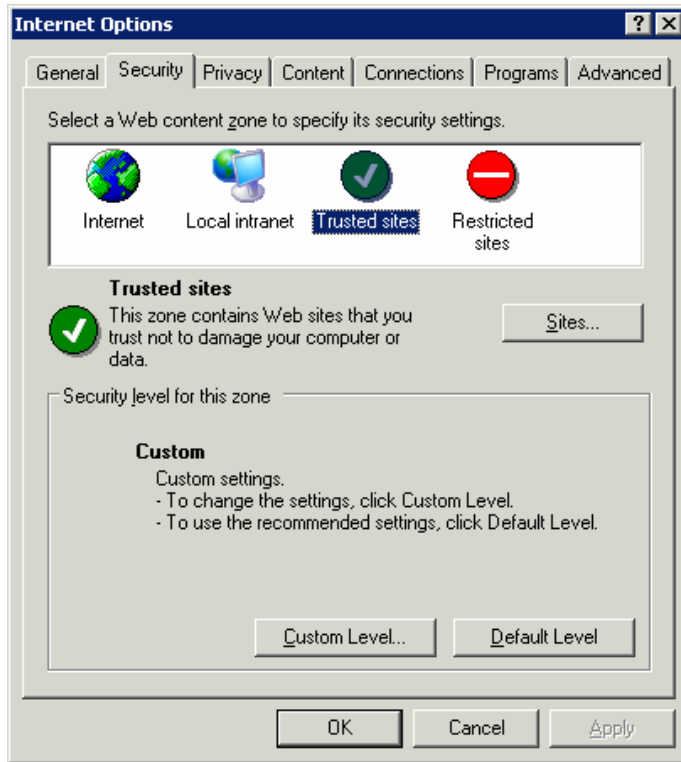 Internet Options
General Security Privacy Content Connections Programs Advanced
Select a Web content zone to specify its security settings.
Internet Local intranet Trusted sites Restricted
sites
Trusted sites
This zone contains Web sites that you
trust not to damage your computer or
data.
Sites...
Security level for this zone
Custom
Custom settings.
- To change the settings, click Custom Level.
- To use the recommended settings, click Default Level.
Custom Level... Default Level
OK Cancel Apply